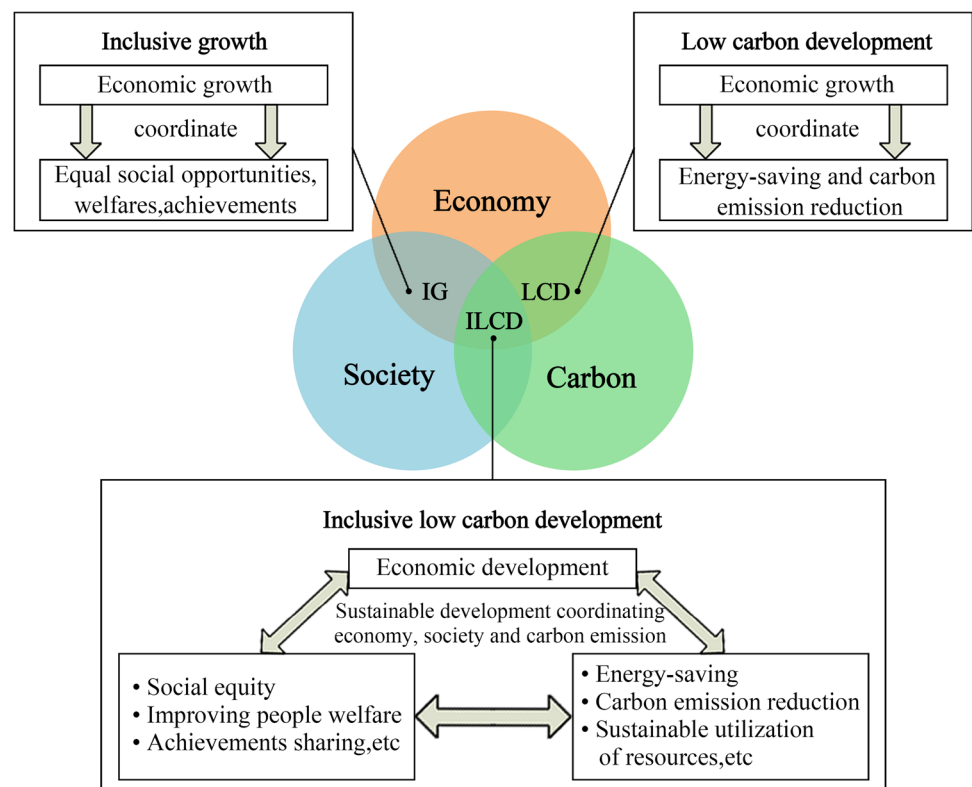 Inclusive growth
Economic growth
coordinate
Equal social opportunities,
welfares,achievements
Low carbon development
Economic growth
coordinate
Energy-saving and carbon
emission reduction
Economy
IG
LCD
ILCD
Society
Carbon
Inclusive low carbon development
Economic development
Sustainable development coordinating
economy, society and carbon emission
• Social equity
• Improving people welfare
• Achievements sharing,etc
• Energy-saving
• Carbon emission reduction
• Sustainable utilization
of resources,etc